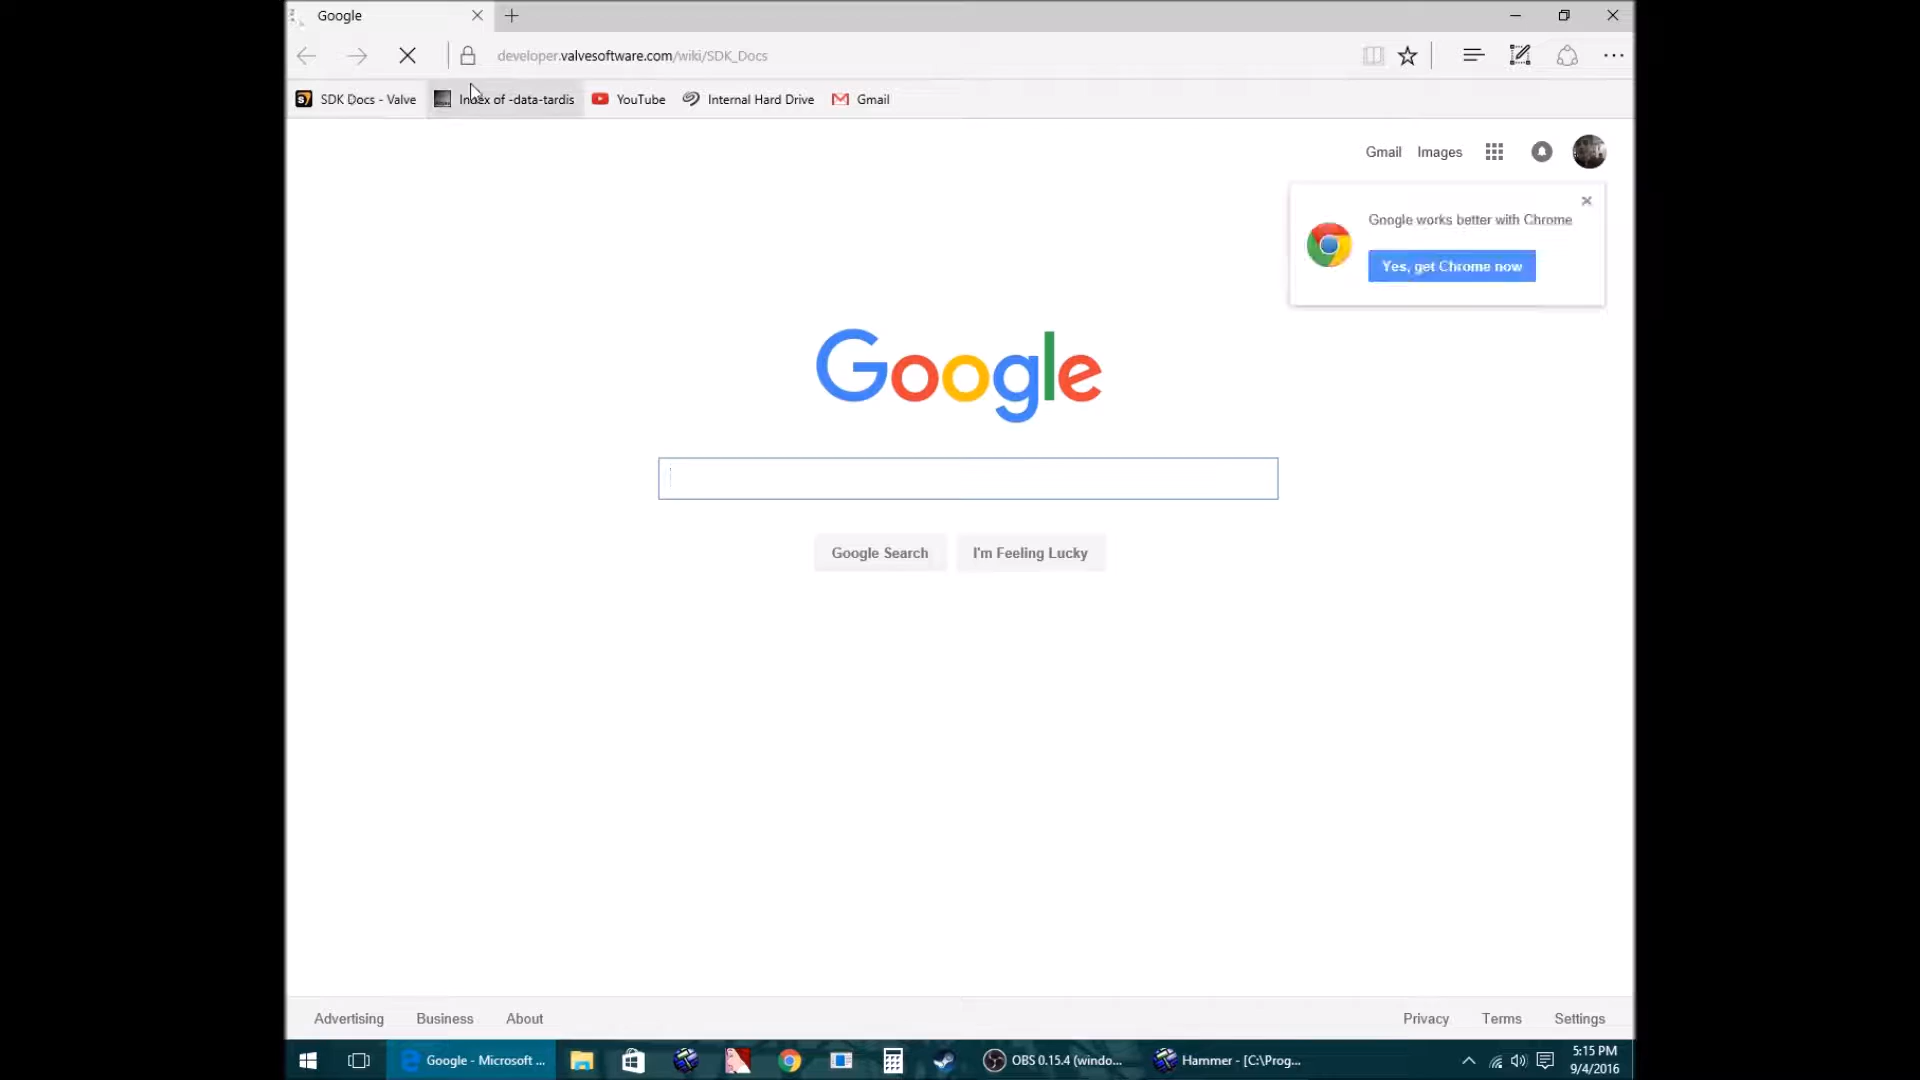 Google
developer.valvesoftware.com/wiki/SDK_Docs
SDK Docs - Valve
Index of -data-tardis
YouTube
Internal Hard Drive
Gmail
Gmail
Images
Google works better with Chrome
Yes, get Chrome now
Google
Google Search
I'm Feeling Lucky
Advertising
Business
About
Privacy
Terms
Settings
Google - Microsoft ...
OBS 0.15.4 (windo...
Hammer - [C:\Prog...
5:15 PM
9/4/2016